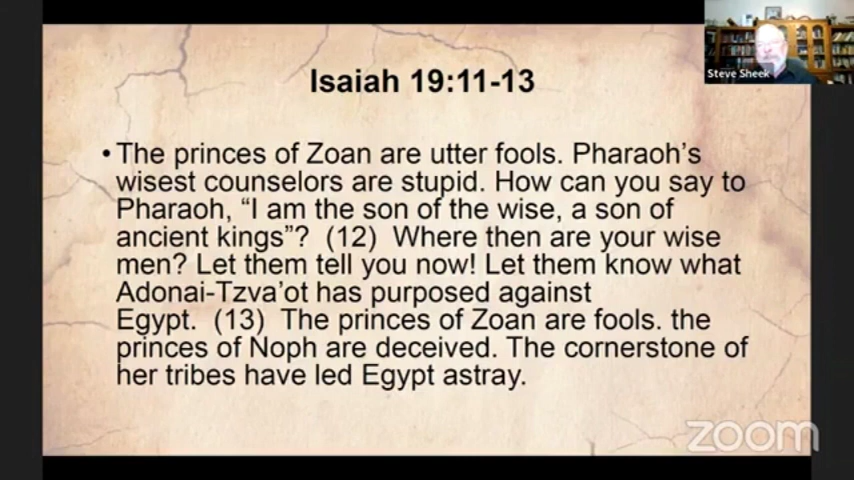 Steve Sheek
Isaiah 19:11-13
• The princes of Zoan are utter fools. Pharaoh's
wisest counselors are stupid. How can you say to
Pharaoh, “I am the son of the wise, a son of
ancient kings”? (12) Where then are your wise
men? Let them tell you now! Let them know what
Adonai-Tzva'ot has purposed against
Egypt. (13) The princes of Zoan are fools. the
princes of Noph are deceived. The cornerstone of
her tribes have led Egypt astray.
zoom